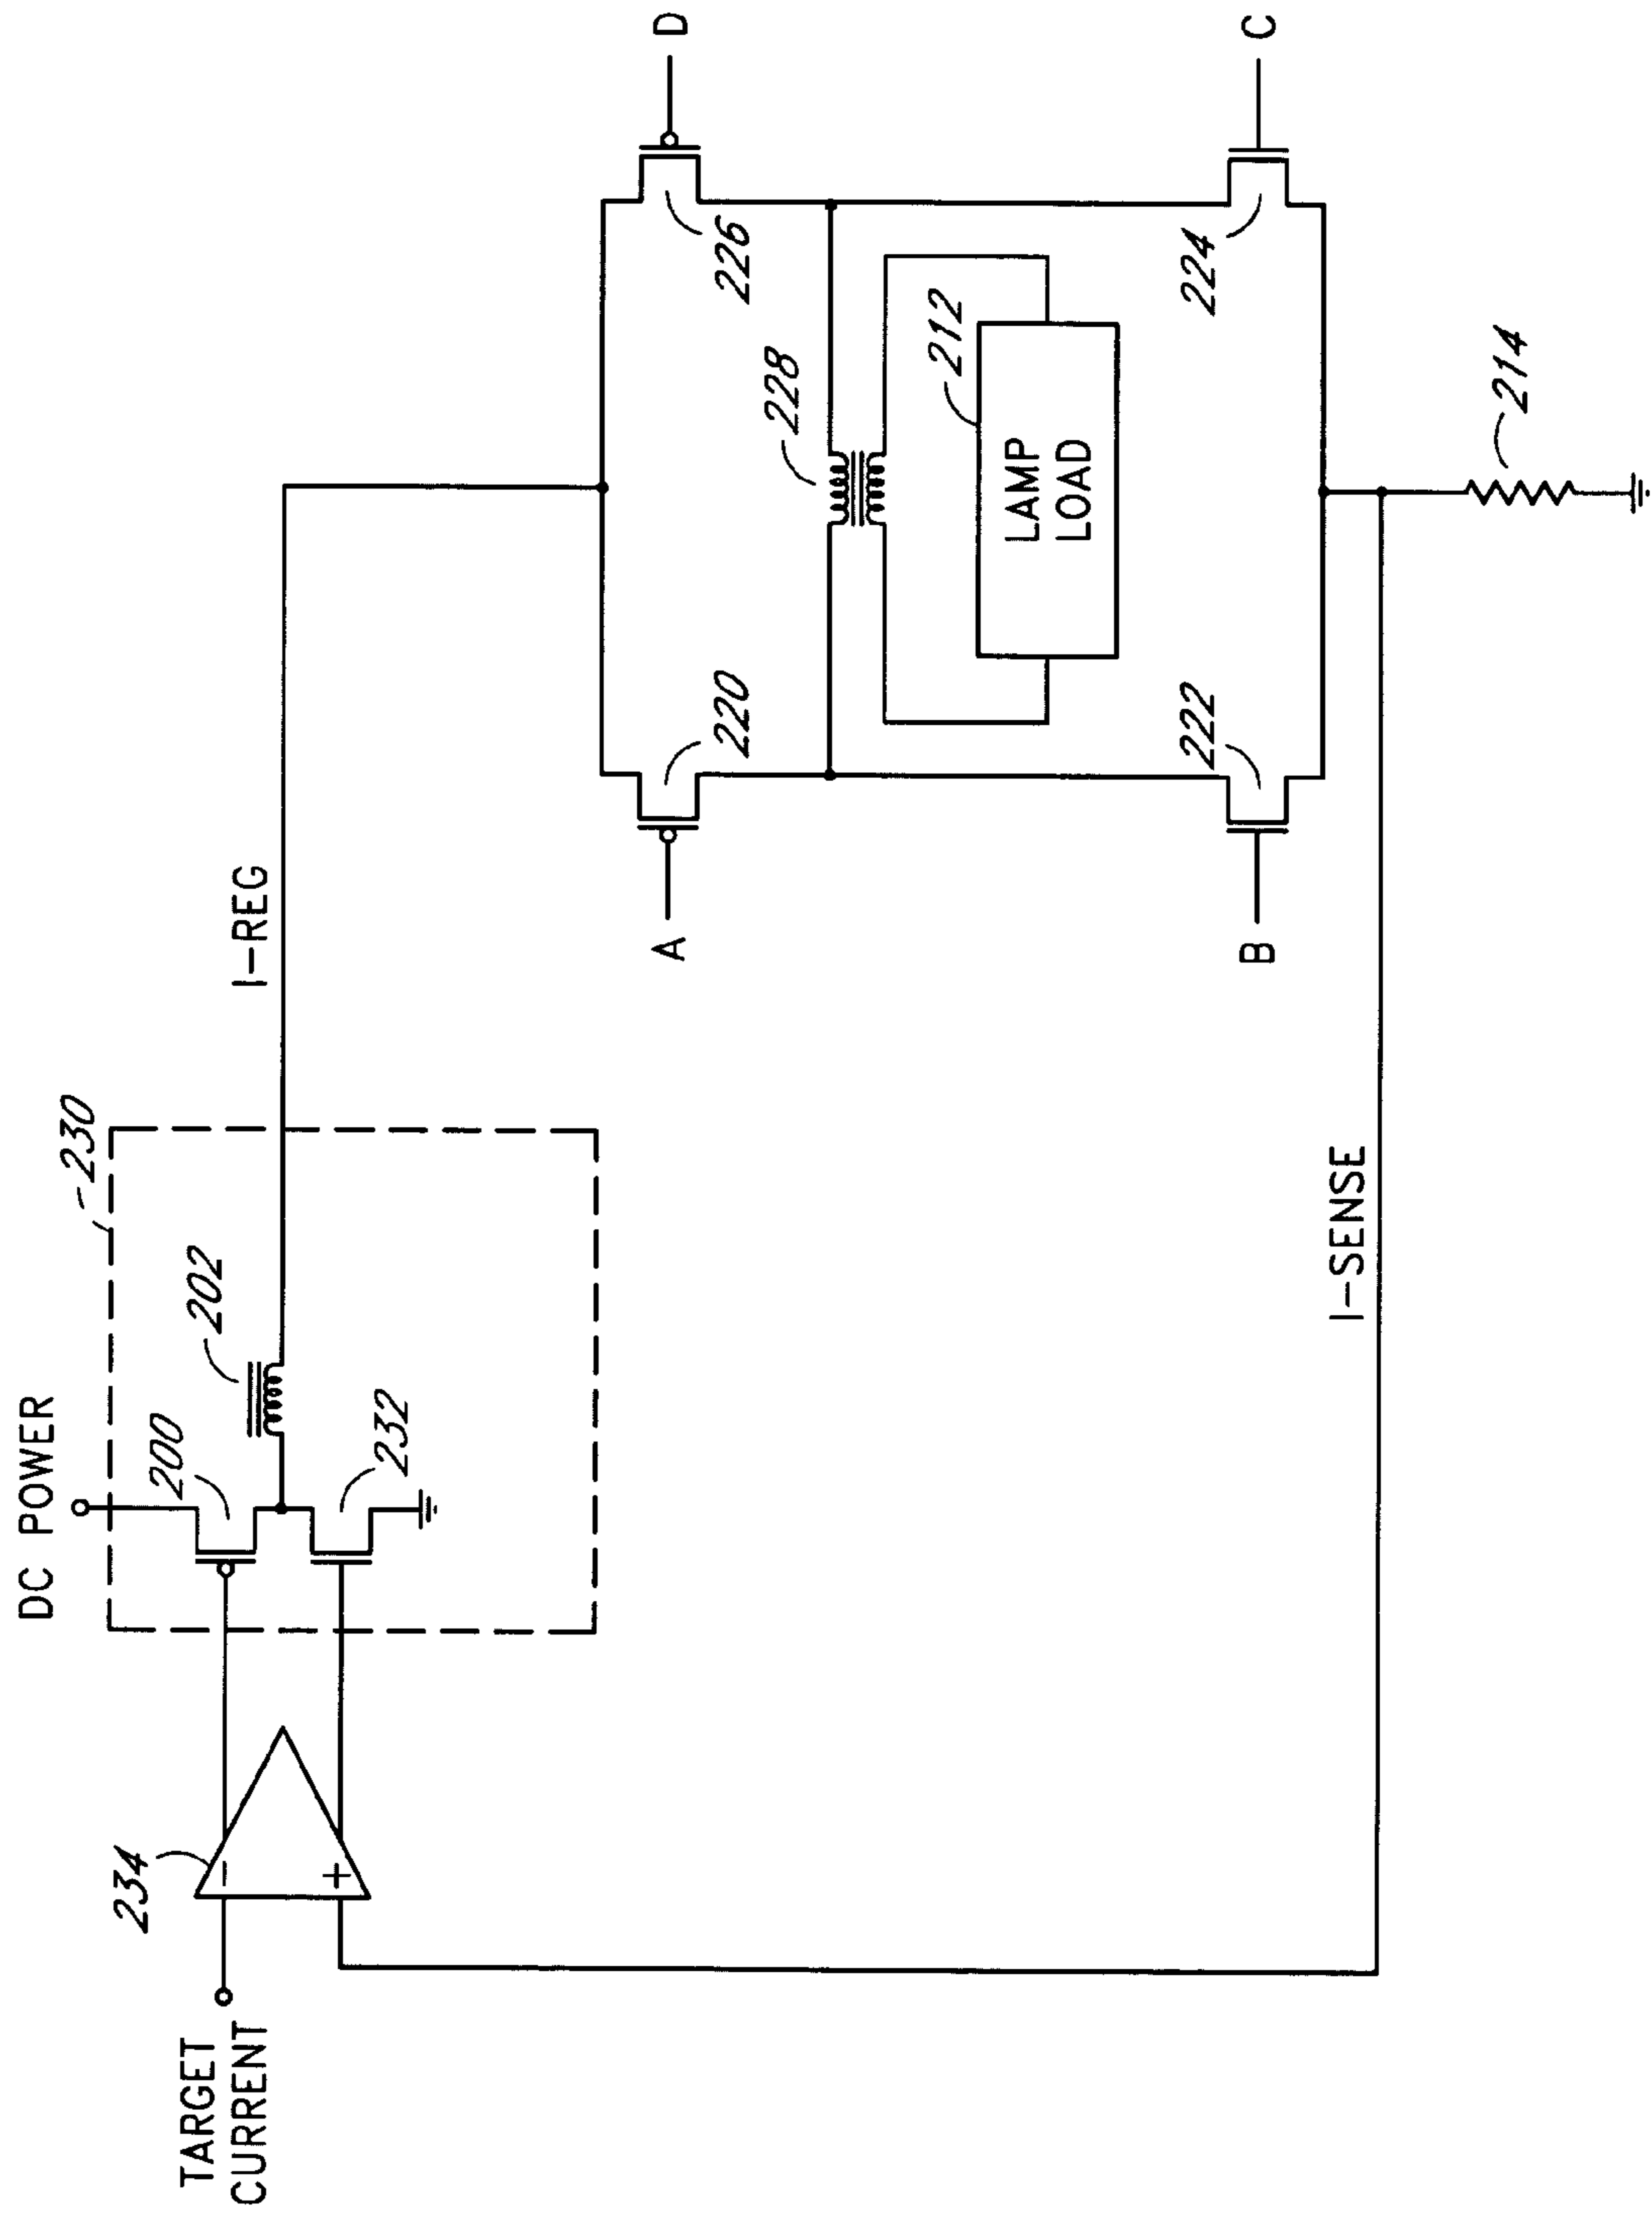 DC POWER
230
200
202
232
234
−
+
TARGET
CURRENT
I-REG
A
220
226
D
228
212
LAMP
LOAD
B
222
224
C
I-SENSE
214